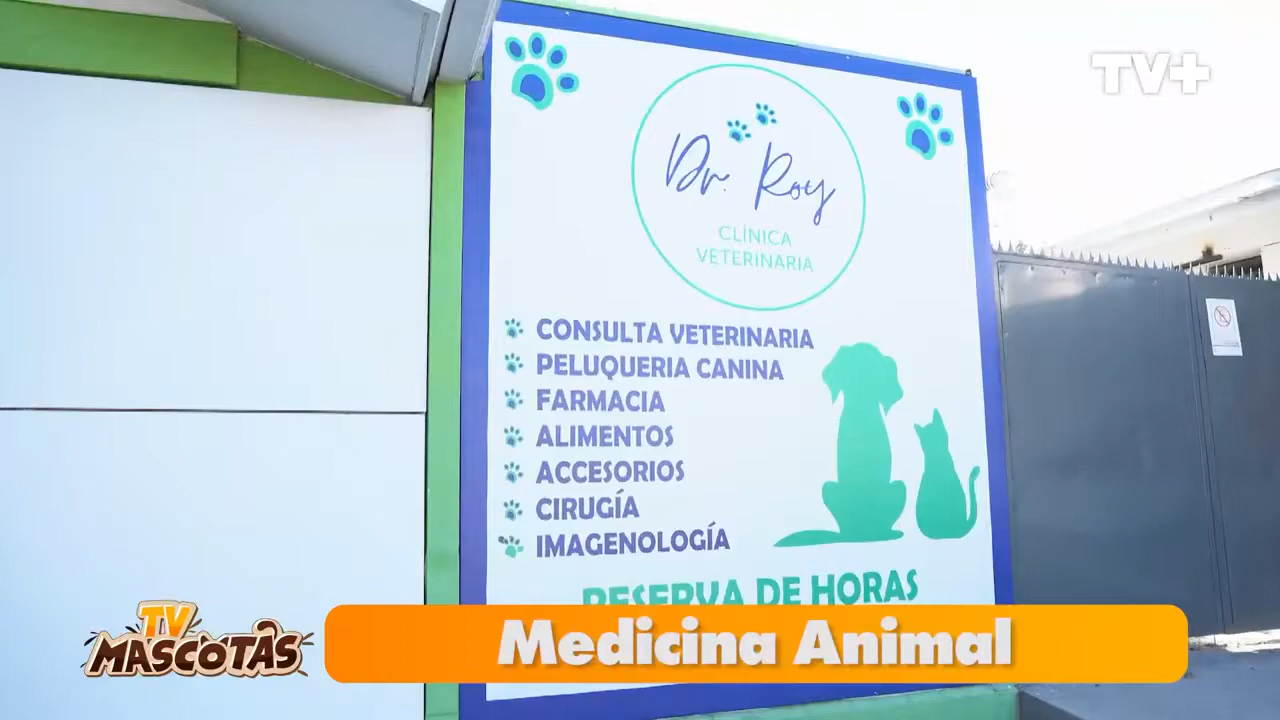 TV+
Dr. Roy
CLÍNICA
VETERINARIA
CONSULTA VETERINARIA
PELUQUERIA CANINA
FARMACIA
ALIMENTOS
ACCESORIOS
CIRUGÍA
IMAGENOLOGÍA
RESERVA DE HORAS
TV
MASCOTAS
Medicina Animal